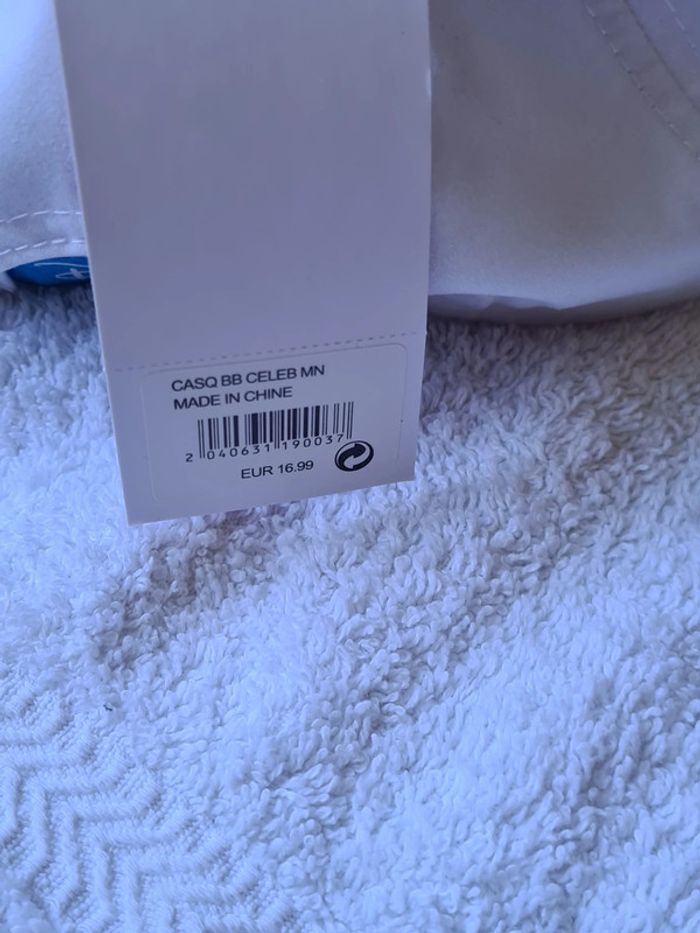 CASQ BB CELEB MN
MADE IN CHINE
2 040631 190037
EUR 16.99